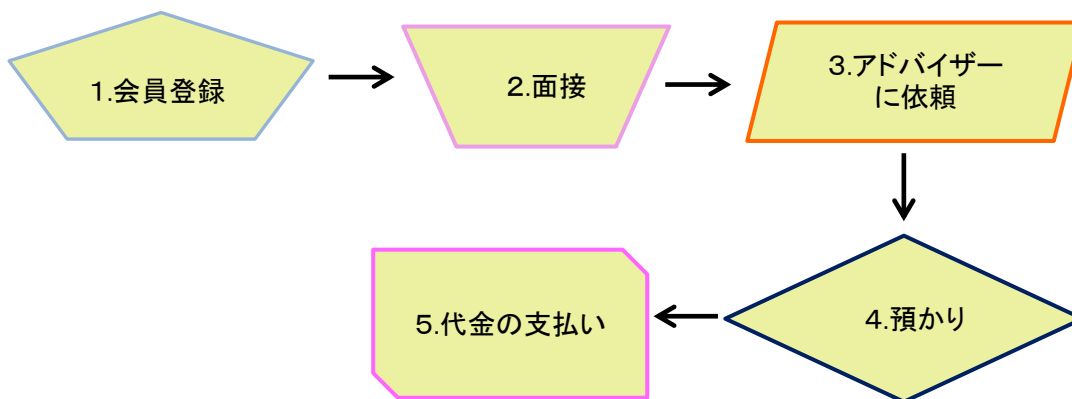 1.会員登録
2.面接
3.アドバイザー
に依頼
4.預かり
5.代金の支払い